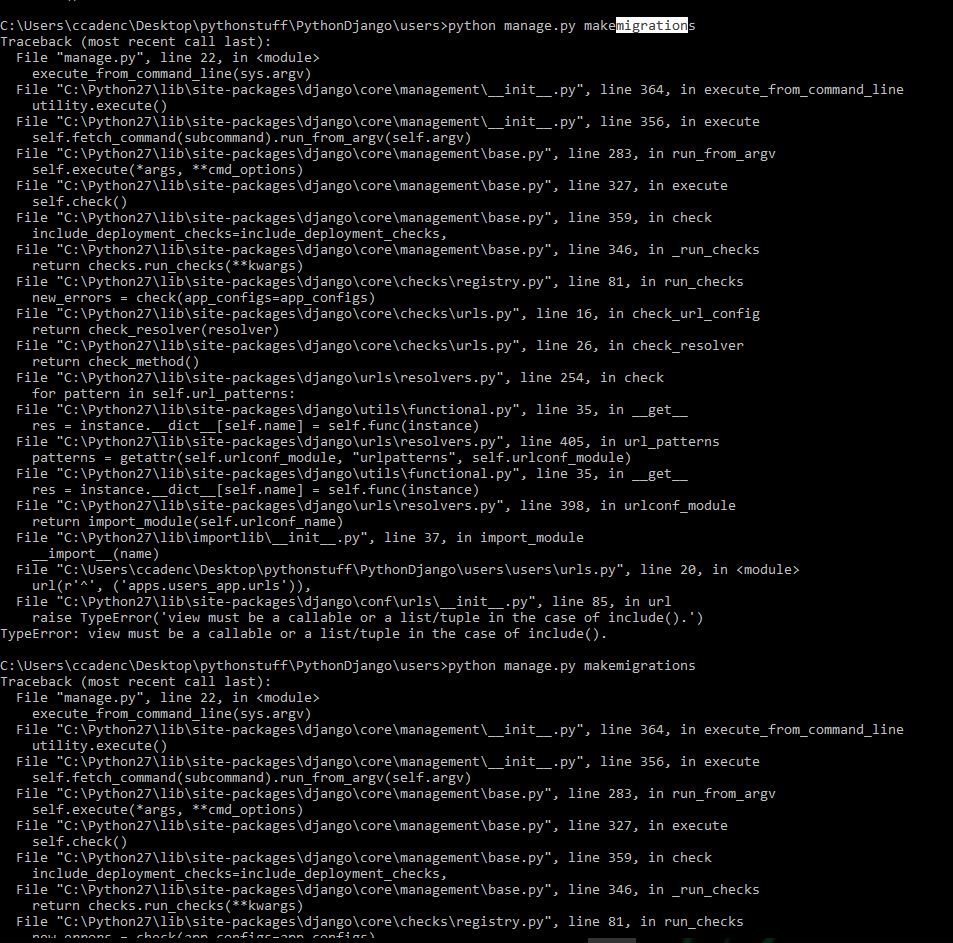 C:\Users\ccadenc\Desktop\pythonstuff\PythonDjango\users>python manage.py makemigrations
Traceback (most recent call last):
  File "manage.py", line 22, in <module>
    execute_from_command_line(sys.argv)
  File "C:\Python27\lib\site-packages\django\core\management\__init__.py", line 364, in execute_from_command_line
    utility.execute()
  File "C:\Python27\lib\site-packages\django\core\management\__init__.py", line 356, in execute
    self.fetch_command(subcommand).run_from_argv(self.argv)
  File "C:\Python27\lib\site-packages\django\core\management\base.py", line 283, in run_from_argv
    self.execute(*args, **cmd_options)
  File "C:\Python27\lib\site-packages\django\core\management\base.py", line 327, in execute
    self.check()
  File "C:\Python27\lib\site-packages\django\core\management\base.py", line 359, in check
    include_deployment_checks=include_deployment_checks,
  File "C:\Python27\lib\site-packages\django\core\management\base.py", line 346, in _run_checks
    return checks.run_checks(**kwargs)
  File "C:\Python27\lib\site-packages\django\core\checks\registry.py", line 81, in run_checks
    new_errors = check(app_configs=app_configs)
  File "C:\Python27\lib\site-packages\django\core\checks\urls.py", line 16, in check_url_config
    return check_resolver(resolver)
  File "C:\Python27\lib\site-packages\django\core\checks\urls.py", line 26, in check_resolver
    return check_method()
  File "C:\Python27\lib\site-packages\django\urls\resolvers.py", line 254, in check
    for pattern in self.url_patterns:
  File "C:\Python27\lib\site-packages\django\utils\functional.py", line 35, in __get__
    res = instance.__dict__[self.name] = self.func(instance)
  File "C:\Python27\lib\site-packages\django\urls\resolvers.py", line 405, in url_patterns
    patterns = getattr(self.urlconf_module, "urlpatterns", self.urlconf_module)
  File "C:\Python27\lib\site-packages\django\utils\functional.py", line 35, in __get__
    res = instance.__dict__[self.name] = self.func(instance)
  File "C:\Python27\lib\site-packages\django\urls\resolvers.py", line 398, in urlconf_module
    return import_module(self.urlconf_name)
  File "C:\Python27\lib\importlib\__init__.py", line 37, in import_module
    __import__(name)
  File "C:\Users\ccadenc\Desktop\pythonstuff\PythonDjango\users\users\urls.py", line 20, in <module>
    url(r'^', ('apps.users_app.urls')),
  File "C:\Python27\lib\site-packages\django\conf\urls\__init__.py", line 85, in url
    raise TypeError('view must be a callable or a list/tuple in the case of include().')
TypeError: view must be a callable or a list/tuple in the case of include().
C:\Users\ccadenc\Desktop\pythonstuff\PythonDjango\users>python manage.py makemigrations
Traceback (most recent call last):
  File "manage.py", line 22, in <module>
    execute_from_command_line(sys.argv)
  File "C:\Python27\lib\site-packages\django\core\management\__init__.py", line 364, in execute_from_command_line
    utility.execute()
  File "C:\Python27\lib\site-packages\django\core\management\__init__.py", line 356, in execute
    self.fetch_command(subcommand).run_from_argv(self.argv)
  File "C:\Python27\lib\site-packages\django\core\management\base.py", line 283, in run_from_argv
    self.execute(*args, **cmd_options)
  File "C:\Python27\lib\site-packages\django\core\management\base.py", line 327, in execute
    self.check()
  File "C:\Python27\lib\site-packages\django\core\management\base.py", line 359, in check
    include_deployment_checks=include_deployment_checks,
  File "C:\Python27\lib\site-packages\django\core\management\base.py", line 346, in _run_checks
    return checks.run_checks(**kwargs)
  File "C:\Python27\lib\site-packages\django\core\checks\registry.py", line 81, in run_checks
    new_errors = check(app_configs=app_configs)